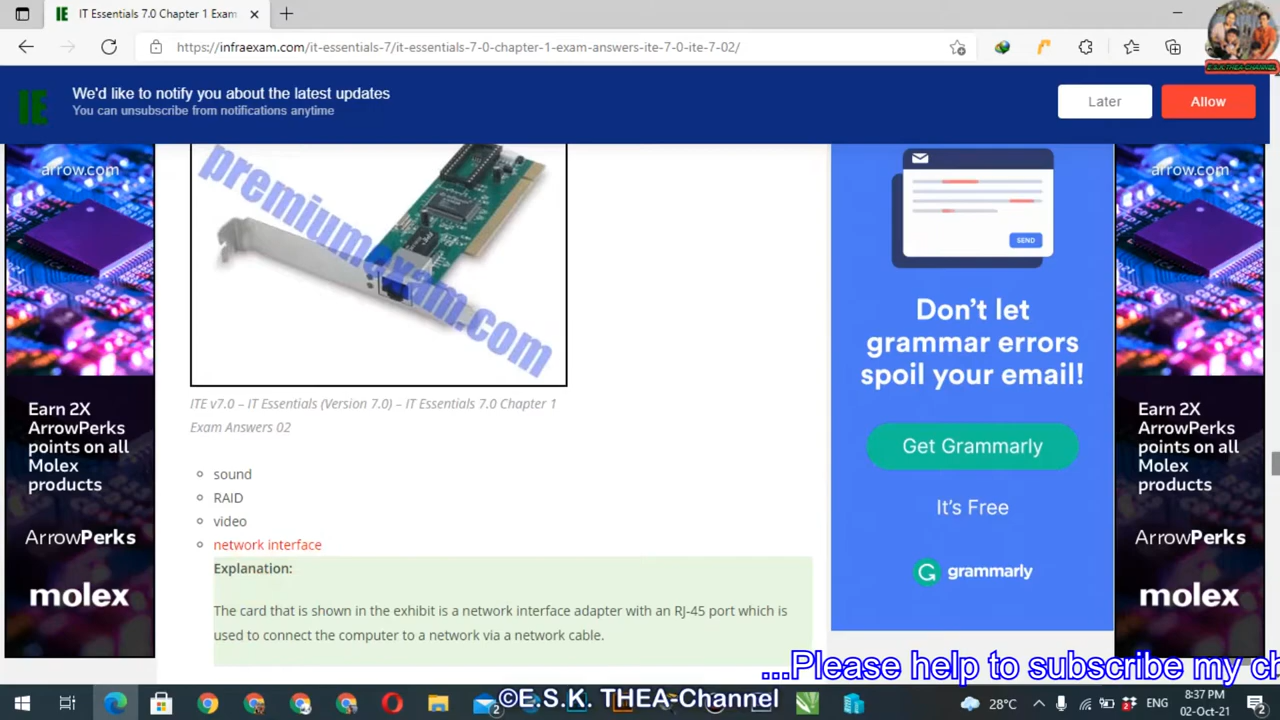 IT Essentials 7.0 Chapter 1 Exam
https://infraexam.com/it-essentials-7/it-essentials-7-0-chapter-1-exam-answers-ite-7-0-ite-7-02/
E.S.K.THEA-CHANNEL
IE
We'd like to notify you about the latest updates
You can unsubscribe from notifications anytime
Later
Allow
arrow.com
Earn 2X
ArrowPerks
points on all
Molex
products
ArrowPerks
molex
premiumexam.com
ITE v7.0 – IT Essentials (Version 7.0) – IT Essentials 7.0 Chapter 1
Exam Answers 02
sound
RAID
video
network interface
Explanation:
The card that is shown in the exhibit is a network interface adapter with an RJ-45 port which is
used to connect the computer to a network via a network cable.
SEND
Don't let
grammar errors
spoil your email!
Get Grammarly
It's Free
grammarly
arrow.com
Earn 2X
ArrowPerks
points on all
Molex
products
ArrowPerks
molex
...Please help to subscribe my ch
©E.S.K. THEA-Channel
2
28°C
ENG
8:37 PM
02-Oct-21
2